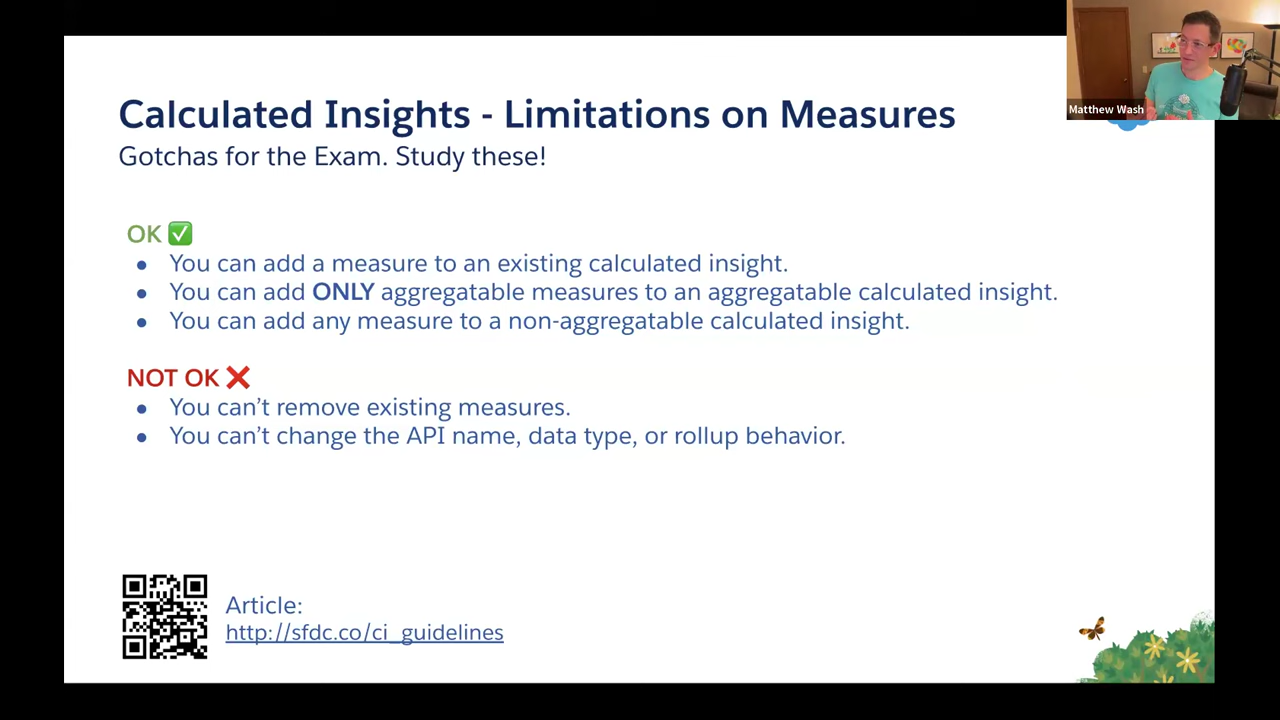 Matthew Wash
Calculated Insights - Limitations on Measures
Gotchas for the Exam. Study these!
OK ✅
● You can add a measure to an existing calculated insight.
● You can add ONLY aggregatable measures to an aggregatable calculated insight.
● You can add any measure to a non-aggregatable calculated insight.
NOT OK ❌
● You can’t remove existing measures.
● You can’t change the API name, data type, or rollup behavior.
Article:
http://sfdc.co/ci_guidelines